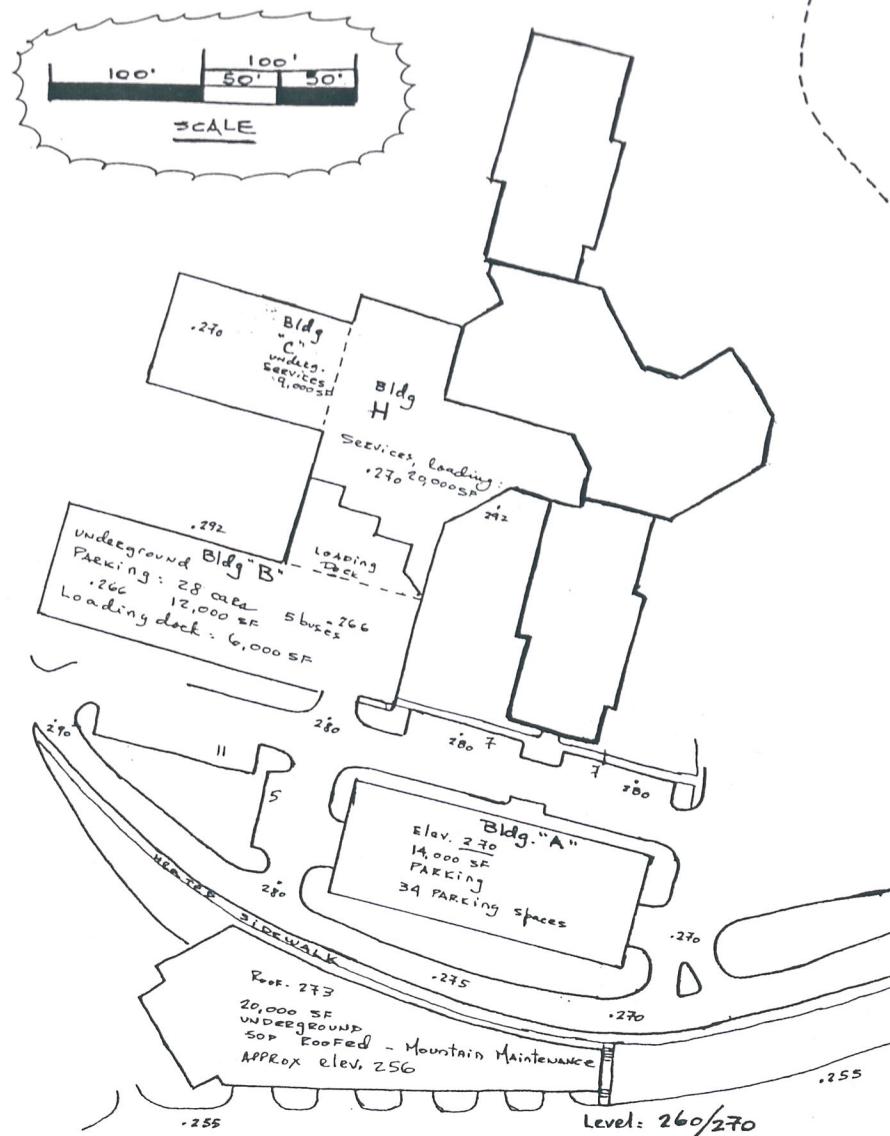 100'
100'
50' 50'
SCALE
.270
Bldg
"C"
underg.
Services
9,000 SF
Bldg
H
Services, loading:
.270 20,000 SF
292
.292
LOADING
DOCK
UNDERGROUND Bldg "B"
PARKING: 28 cars 5 buses
.266 12,000 SF .266
Loading dock: 6,000 SF
290
11
5
280
280 7
7
280
280
Bldg. "A"
Elev. 270
14,000 SF
PARKING
34 PARKING spaces
HEATED SIDEWALK
.270
.275
.270
Roof. 273
20,000 SF
UNDERGROUND
SOD ROOFED - Mountain Maintenance
APPROX elev. 256
.255
.255
Level: 260/270